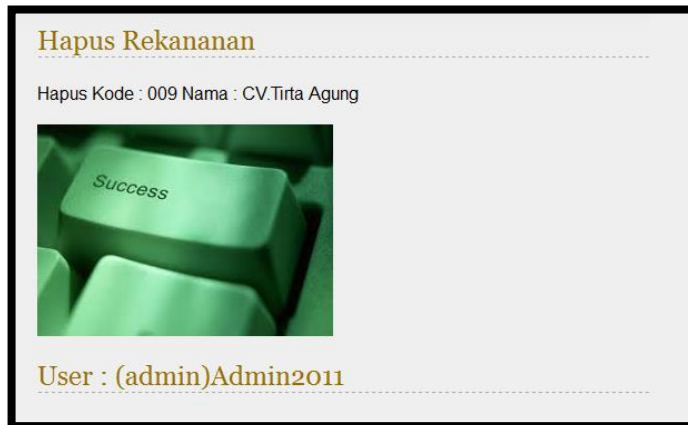 Hapus Rekananan
Hapus Kode : 009 Nama : CV.Tirta Agung
Success
User : (admin)Admin2011